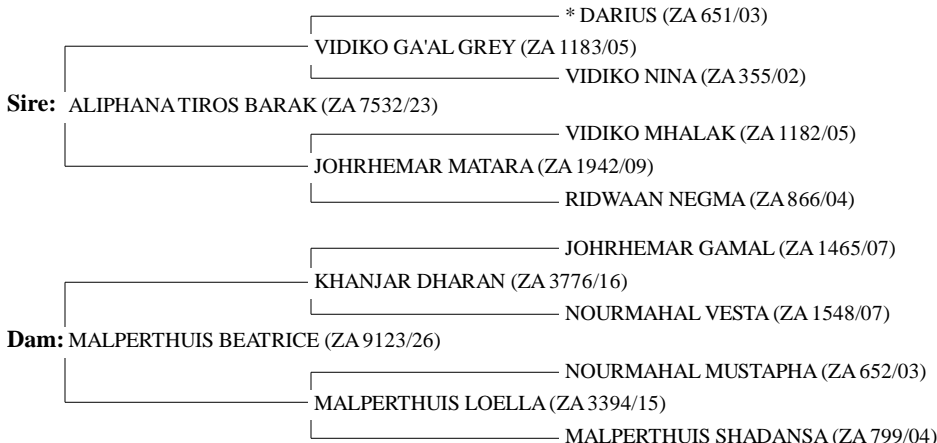 * DARIUS (ZA 651/03)
VIDIKO GA'AL GREY (ZA 1183/05)
VIDIKO NINA (ZA 355/02)
Sire: ALIPHANA TIROS BARAK (ZA 7532/23)
VIDIKO MHALAK (ZA 1182/05)
JOHRHEMAR MATARA (ZA 1942/09)
RIDWAAN NEGMA (ZA 866/04)
JOHRHEMAR GAMAL (ZA 1465/07)
KHANJAR DHARAN (ZA 3776/16)
NOURMAHAL VESTA (ZA 1548/07)
Dam: MALPERTHUIS BEATRICE (ZA 9123/26)
NOURMAHAL MUSTAPHA (ZA 652/03)
MALPERTHUIS LOELLA (ZA 3394/15)
MALPERTHUIS SHADANSA (ZA 799/04)